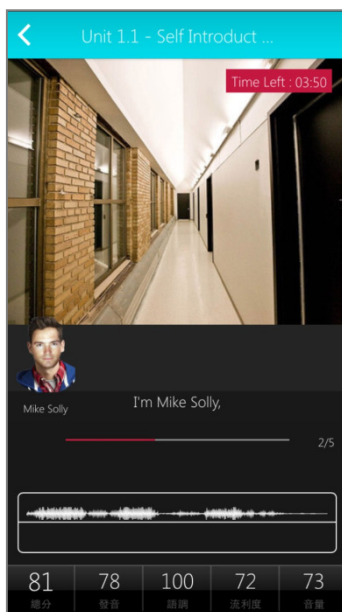 Unit 1.1 - Self Introduct ...
Time Left : 03:50
Mike Solly
I'm Mike Solly,
2/5
81 78 100 72 73
總分 發音 語調 流利度 音量